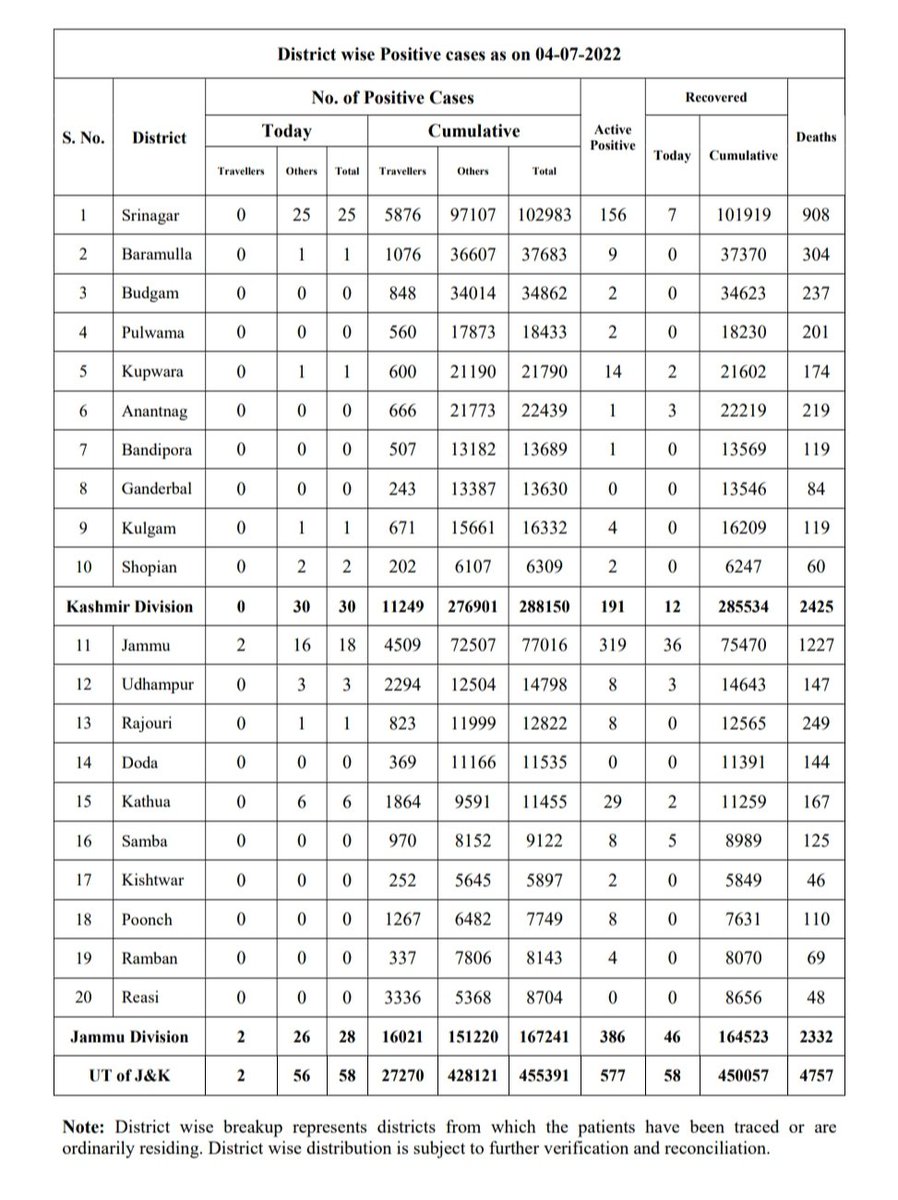 District wise Positive cases as on 04-07-2022
S. No. District No. of Positive Cases Active Positive Recovered Deaths
Today Cumulative Today Cumulative
Travellers Others Total Travellers Others Total
1 Srinagar 0 25 25 5876 97107 102983 156 7 101919 908
2 Baramulla 0 1 1 1076 36607 37683 9 0 37370 304
3 Budgam 0 0 0 848 34014 34862 2 0 34623 237
4 Pulwama 0 0 0 560 17873 18433 2 0 18230 201
5 Kupwara 0 1 1 600 21190 21790 14 2 21602 174
6 Anantnag 0 0 0 666 21773 22439 1 3 22219 219
7 Bandipora 0 0 0 507 13182 13689 1 0 13569 119
8 Ganderbal 0 0 0 243 13387 13630 0 0 13546 84
9 Kulgam 0 1 1 671 15661 16332 4 0 16209 119
10 Shopian 0 2 2 202 6107 6309 2 0 6247 60
Kashmir Division 0 30 30 11249 276901 288150 191 12 285534 2425
11 Jammu 2 16 18 4509 72507 77016 319 36 75470 1227
12 Udhampur 0 3 3 2294 12504 14798 8 3 14643 147
13 Rajouri 0 1 1 823 11999 12822 8 0 12565 249
14 Doda 0 0 0 369 11166 11535 0 0 11391 144
15 Kathua 0 6 6 1864 9591 11455 29 2 11259 167
16 Samba 0 0 0 970 8152 9122 8 5 8989 125
17 Kishtwar 0 0 0 252 5645 5897 2 0 5849 46
18 Poonch 0 0 0 1267 6482 7749 8 0 7631 110
19 Ramban 0 0 0 337 7806 8143 4 0 8070 69
20 Reasi 0 0 0 3336 5368 8704 0 0 8656 48
Jammu Division 2 26 28 16021 151220 167241 386 46 164523 2332
UT of J&K 2 56 58 27270 428121 455391 577 58 450057 4757
Note: District wise breakup represents districts from which the patients have been traced or are
ordinarily residing. District wise distribution is subject to further verification and reconciliation.